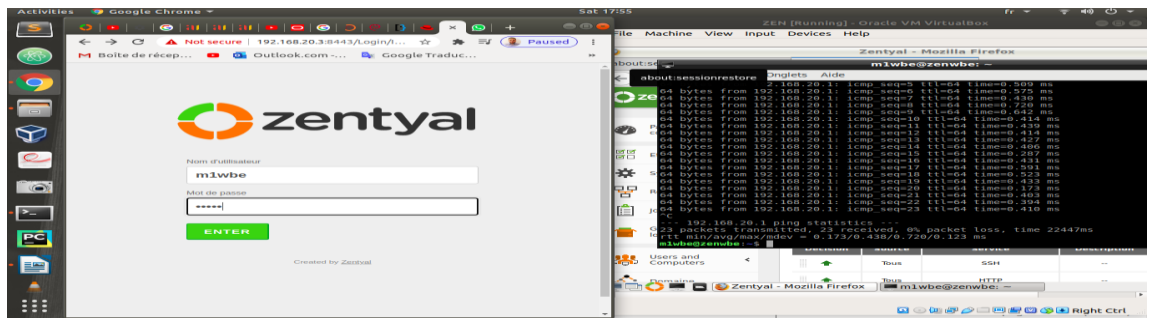 Activities Google Chrome Sat 17:55 fr
Not secure 192.168.20.3:8443/Login/l... Paused
Boîte de récep... Outlook.com -... Google Traduc...
zentyal
Nom d'utilisateur
m1wbe
Mot de passe
•••••
ENTER
Created by Zentyal
ZEN [Running] - Oracle VM VirtualBox
File Machine View Input Devices Help
Zentyal - Mozilla Firefox
m1wbe@zenwbe: ~
about:sessionrestore
Onglets Aide
2.168.20.1: icmp_seq=5 ttl=64 time=0.509 ms
64 bytes from 192.168.20.1: icmp_seq=6 ttl=64 time=0.575 ms
64 bytes from 192.168.20.1: icmp_seq=7 ttl=64 time=0.430 ms
64 bytes from 192.168.20.1: icmp_seq=8 ttl=64 time=0.720 ms
64 bytes from 192.168.20.1: icmp_seq=9 ttl=64 time=0.642 ms
64 bytes from 192.168.20.1: icmp_seq=10 ttl=64 time=0.414 ms
64 bytes from 192.168.20.1: icmp_seq=11 ttl=64 time=0.439 ms
64 bytes from 192.168.20.1: icmp_seq=12 ttl=64 time=0.414 ms
64 bytes from 192.168.20.1: icmp_seq=13 ttl=64 time=0.427 ms
64 bytes from 192.168.20.1: icmp_seq=14 ttl=64 time=0.406 ms
64 bytes from 192.168.20.1: icmp_seq=15 ttl=64 time=0.287 ms
64 bytes from 192.168.20.1: icmp_seq=16 ttl=64 time=0.431 ms
64 bytes from 192.168.20.1: icmp_seq=17 ttl=64 time=0.591 ms
64 bytes from 192.168.20.1: icmp_seq=18 ttl=64 time=0.523 ms
64 bytes from 192.168.20.1: icmp_seq=19 ttl=64 time=0.433 ms
64 bytes from 192.168.20.1: icmp_seq=20 ttl=64 time=0.173 ms
64 bytes from 192.168.20.1: icmp_seq=21 ttl=64 time=0.403 ms
64 bytes from 192.168.20.1: icmp_seq=22 ttl=64 time=0.394 ms
64 bytes from 192.168.20.1: icmp_seq=23 ttl=64 time=0.410 ms
^C
--- 192.168.20.1 ping statistics ---
23 packets transmitted, 23 received, 0% packet loss, time 22447ms
rtt min/avg/max/mdev = 0.173/0.438/0.720/0.123 ms
m1wbe@zenwbe:~$
Users and Computers
Tous SSH --
Tous HTTP --
Zentyal - Mozilla Firefox m1wbe@zenwbe: ~
Right Ctrl